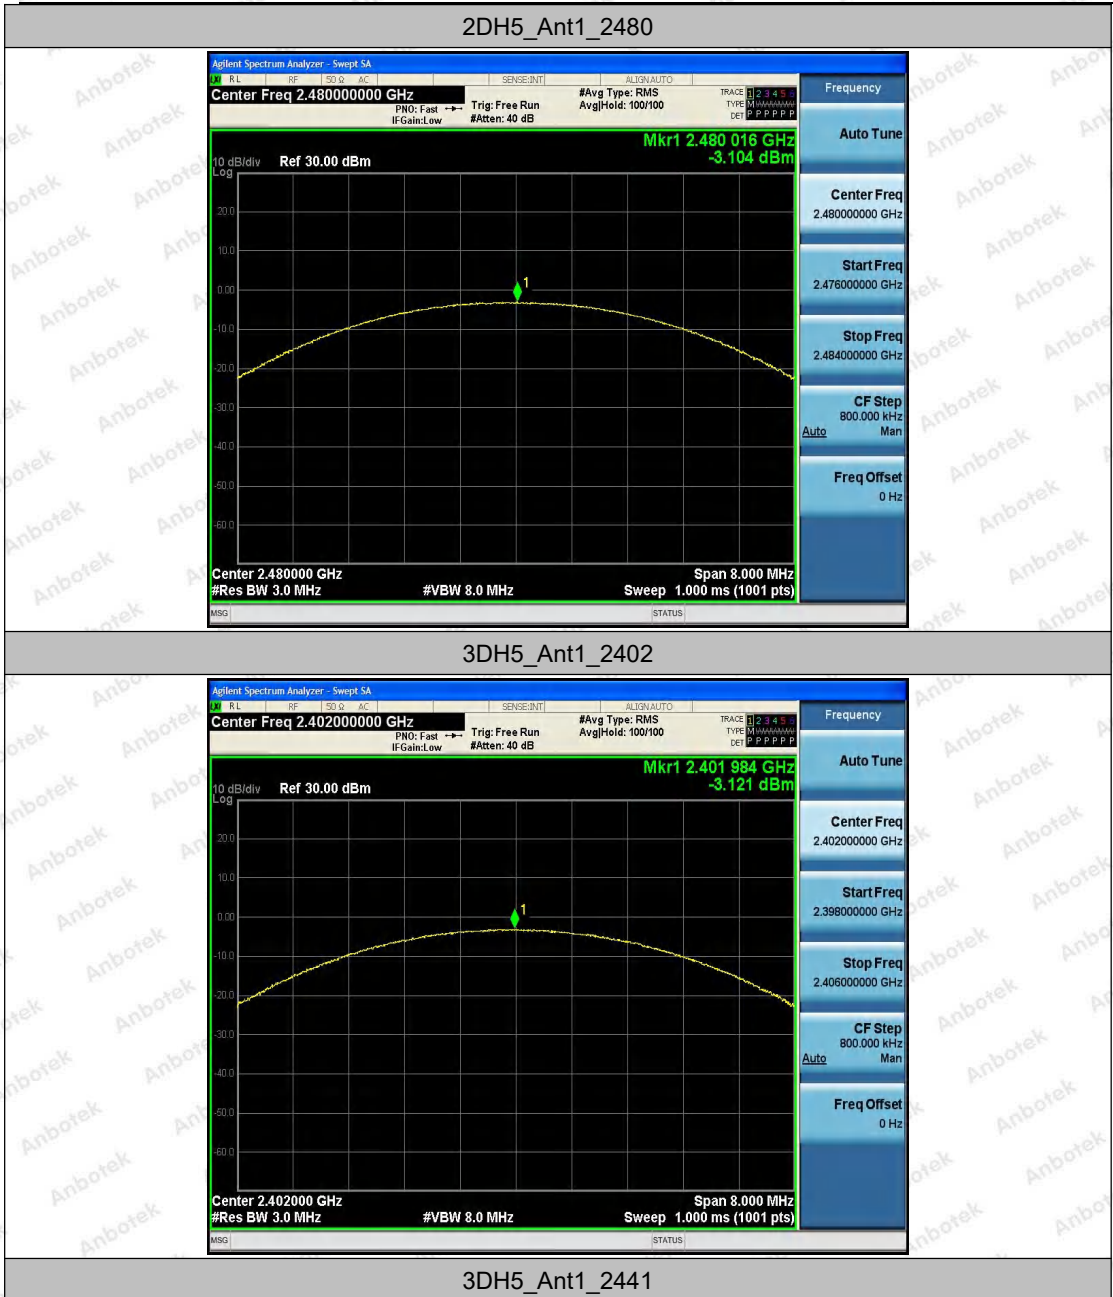 2DH5_Ant1_2480
Agilent Spectrum Analyzer - Swept SA
LXI RL RF 50 Ω AC SENSE:INT ALIGNAUTO
Center Freq 2.480000000 GHz
PNO: Fast
IFGain:Low
Trig: Free Run
#Atten: 40 dB
#Avg Type: RMS
Avg|Hold: 100/100
TRACE 1 2 3 4 5 6
TYPE M
DET P P P P P P
Mkr1 2.480 016 GHz
-3.104 dBm
10 dB/div Ref 30.00 dBm
Log
20.0
10.0
0.00
-10.0
-20.0
-30.0
-40.0
-50.0
-60.0
1
Center 2.480000 GHz Span 8.000 MHz
#Res BW 3.0 MHz #VBW 8.0 MHz Sweep 1.000 ms (1001 pts)
MSG STATUS
Frequency
Auto Tune
Center Freq
2.480000000 GHz
Start Freq
2.476000000 GHz
Stop Freq
2.484000000 GHz
CF Step
800.000 kHz
Auto Man
Freq Offset
0 Hz
3DH5_Ant1_2402
Agilent Spectrum Analyzer - Swept SA
LXI RL RF 50 Ω AC SENSE:INT ALIGNAUTO
Center Freq 2.402000000 GHz
PNO: Fast
IFGain:Low
Trig: Free Run
#Atten: 40 dB
#Avg Type: RMS
Avg|Hold: 100/100
TRACE 1 2 3 4 5 6
TYPE M
DET P P P P P P
Mkr1 2.401 984 GHz
-3.121 dBm
10 dB/div Ref 30.00 dBm
Log
20.0
10.0
0.00
-10.0
-20.0
-30.0
-40.0
-50.0
-60.0
1
Center 2.402000 GHz Span 8.000 MHz
#Res BW 3.0 MHz #VBW 8.0 MHz Sweep 1.000 ms (1001 pts)
MSG STATUS
Frequency
Auto Tune
Center Freq
2.402000000 GHz
Start Freq
2.398000000 GHz
Stop Freq
2.406000000 GHz
CF Step
800.000 kHz
Auto Man
Freq Offset
0 Hz
3DH5_Ant1_2441
Anbotek